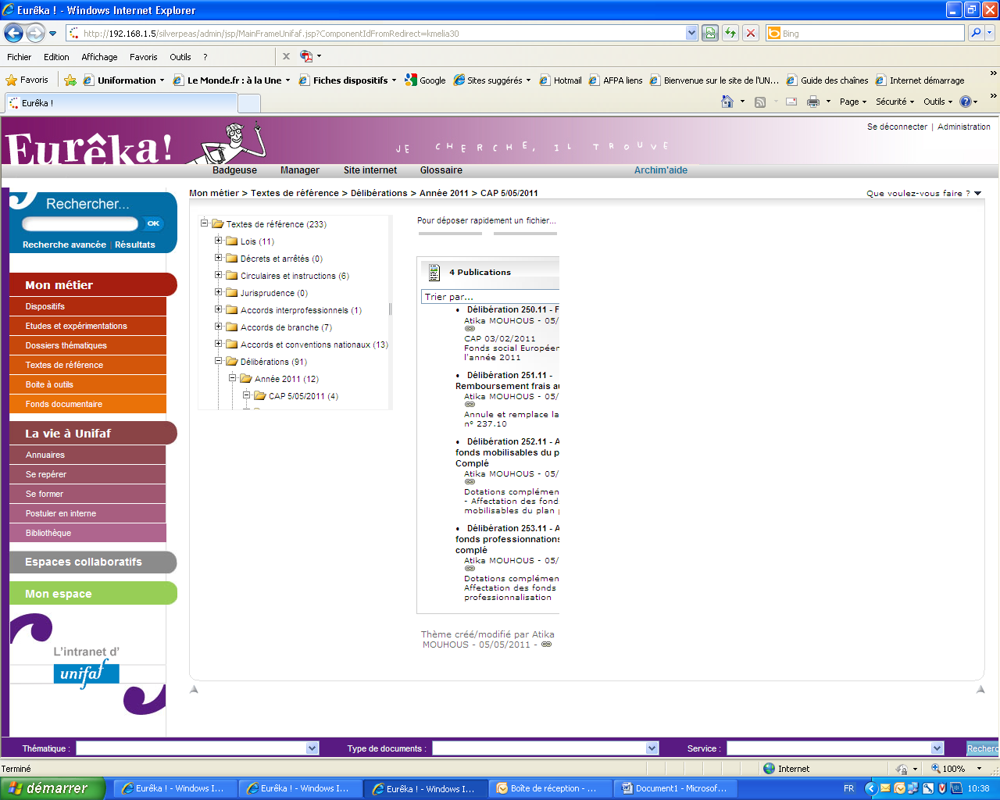 Eurêka ! - Windows Internet Explorer
http://192.168.1.5/silverpeas/admin/jsp/MainFrameUnifaf.jsp?ComponentIdFromRedirect=kmelia30
Bing
Fichier Edition Affichage Favoris Outils ?
Favoris Uniformation Le Monde.fr : à la Une Fiches dispositifs Google Sites suggérés Hotmail AFPA liens Bienvenue sur le site de l'UN... Guide des chaînes Internet démarrage
Eurêka !
Page Sécurité Outils
Eurêka!
JE CHERCHE, IL TROUVE
Se déconnecter | Administration
Badgeuse Manager Site internet Glossaire Archim'aide
Rechercher...
OK
Recherche avancée | Résultats
Mon métier
Dispositifs
Etudes et expérimentations
Dossiers thématiques
Textes de référence
Boite à outils
Fonds documentaire
La vie à Unifaf
Annuaires
Se repérer
Se former
Postuler en interne
Bibliothèque
Espaces collaboratifs
Mon espace
L'intranet d'
unifaf
Mon métier > Textes de référence > Délibérations > Année 2011 > CAP 5/05/2011
Que voulez-vous faire ?
Textes de référence (233)
Lois (11)
Décrets et arrêtés (0)
Circulaires et instructions (6)
Jurisprudence (0)
Accords interprofessionnels (1)
Accords de branche (7)
Accords et conventions nationaux (13)
Délibérations (91)
Année 2011 (12)
CAP 5/05/2011 (4)
Pour déposer rapidement un fichier...
4 Publications
Trier par...
• Délibération 250.11 - F
Atika MOUHOUS - 05/
CAP 03/02/2011
Fonds social Européen
l'année 2011
• Délibération 251.11 -
Remboursement frais au
Atika MOUHOUS - 05/
Annule et remplace la
n° 237.10
• Délibération 252.11 - A
fonds mobilisables du p
Complé
Atika MOUHOUS - 05/
Dotations complémen
- Affectation des fonds
mobilisables du plan p
• Délibération 253.11 - A
fonds professionnations
complé
Atika MOUHOUS - 05/
Dotations complémen
Affectation des fonds
professionnalisation
Thème créé/modifié par Atika
MOUHOUS - 05/05/2011 -
Thématique : Type de documents : Service : Recherc
Terminé Internet 100%
démarrer Eurêka ! - Windows I... Eurêka ! - Windows I... Eurêka ! - Windows I... Boîte de réception - ... Document1 - Microsof... FR 10:38